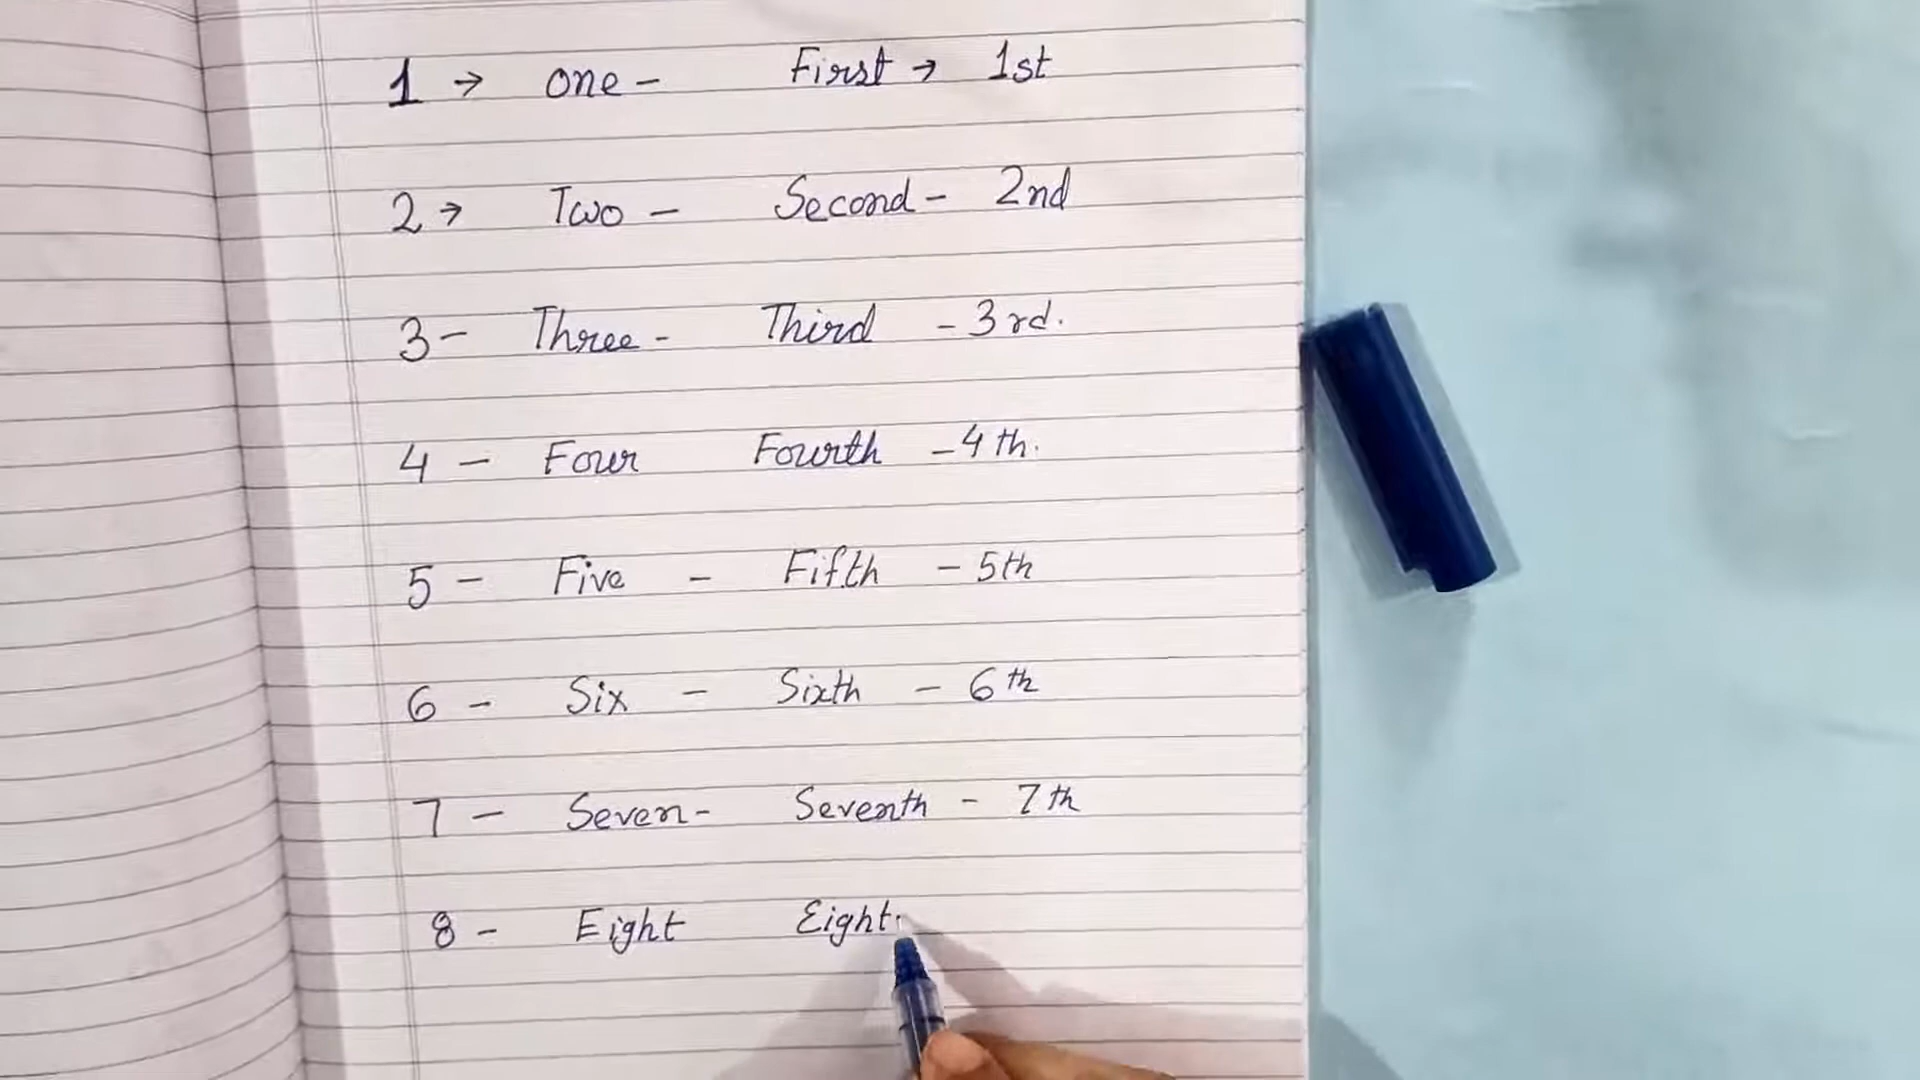 1 → one - First → 1st
2 → Two - Second - 2nd
3 - Three - Third - 3rd.
4 - Four Fourth - 4th.
5 - Five - Fifth - 5th
6 - Six - Sixth - 6th
7 - Seven - Seventh - 7th
8 - Eight Eight